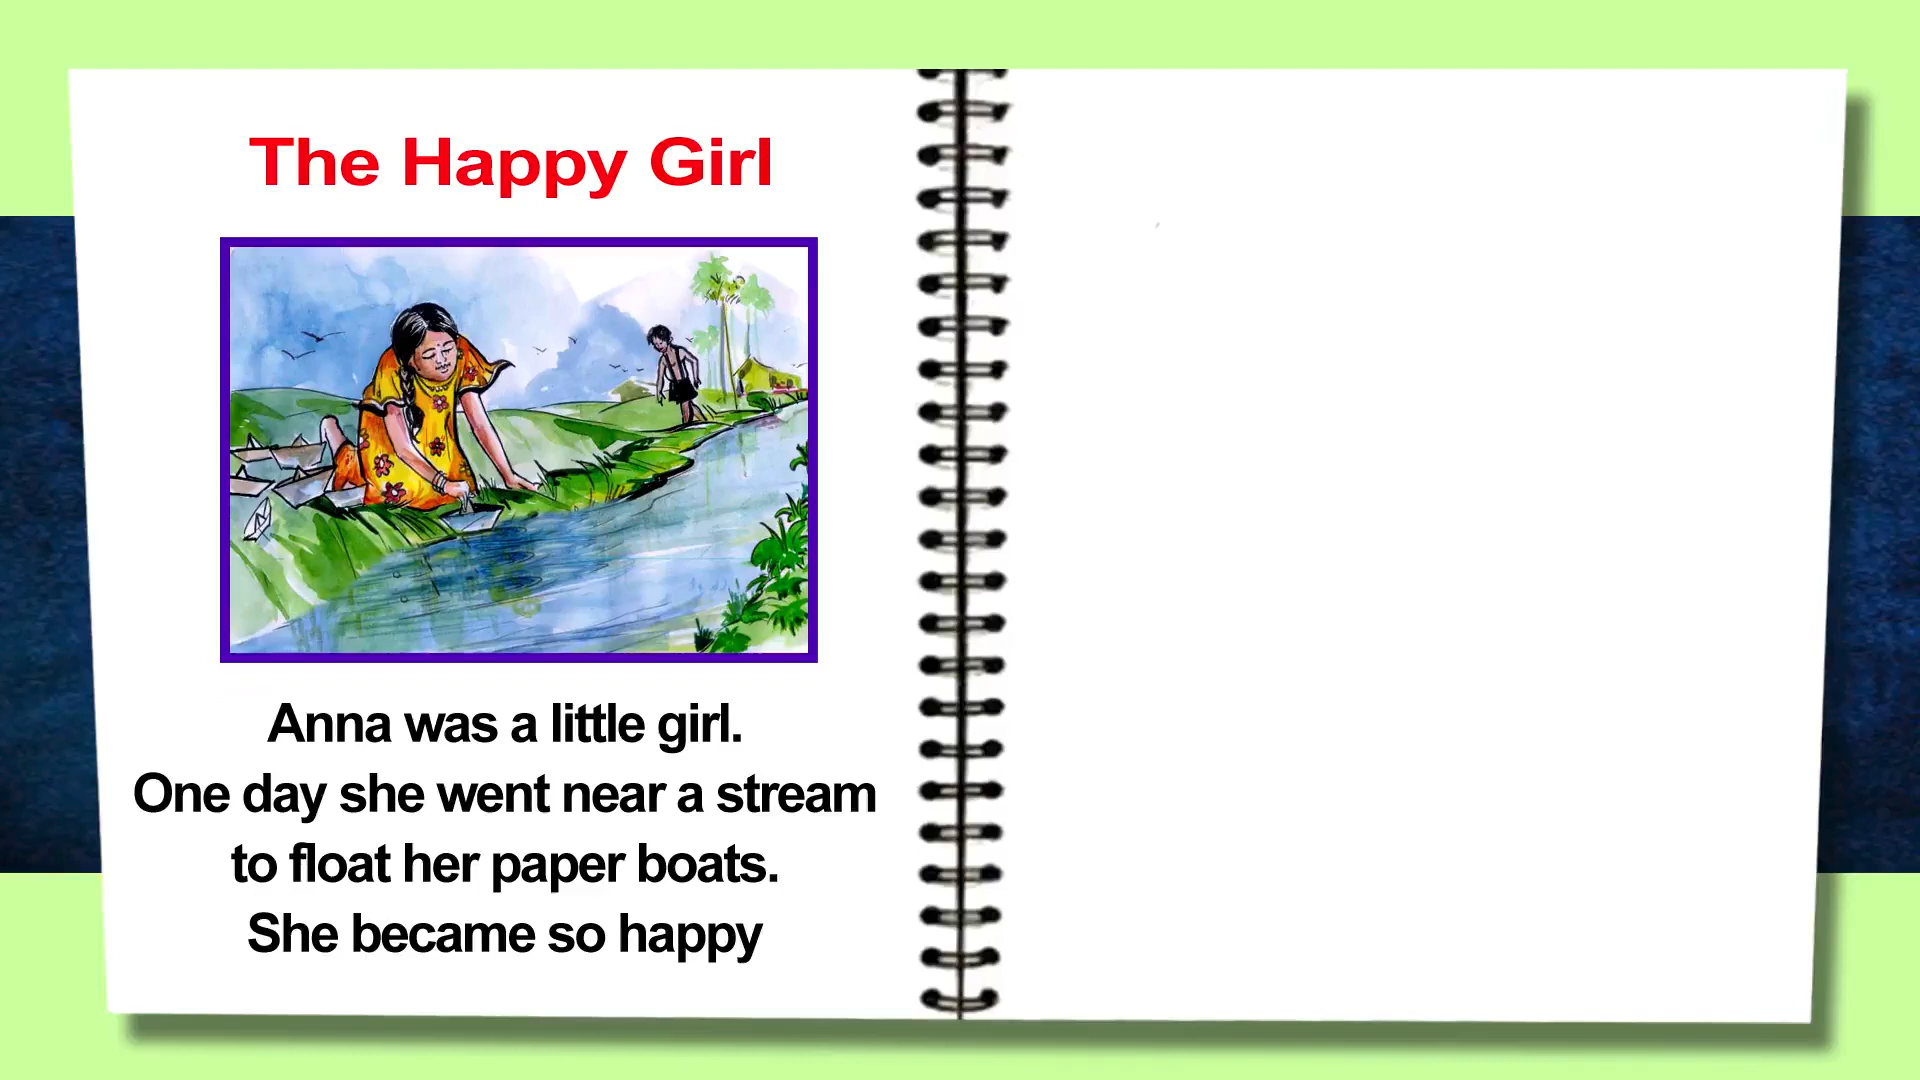 The Happy Girl
Anna was a little girl.
One day she went near a stream
to float her paper boats.
She became so happy